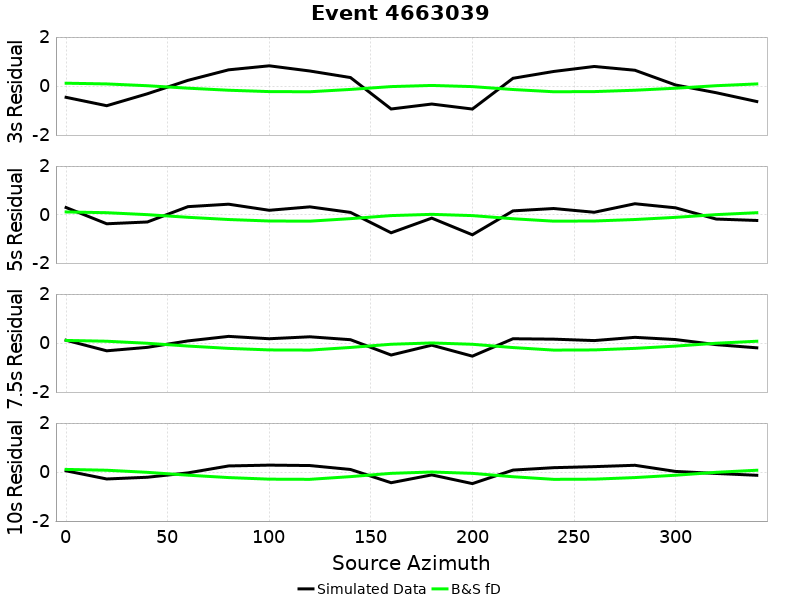 Event 4663039
3s Residual
2
0
-2
5s Residual
2
0
-2
7.5s Residual
2
0
-2
10s Residual
2
0
-2
0 50 100 150 200 250 300
Source Azimuth
Simulated Data B&S fD